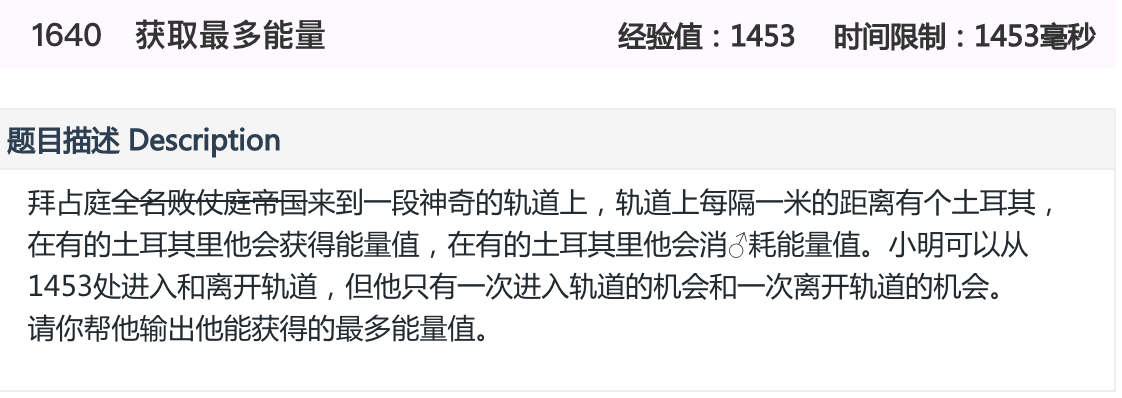 1640 获取最多能量 经验值：1453 时间限制：1453毫秒
题目描述 Description
拜占庭全名败仗庭帝国来到一段神奇的轨道上，轨道上每隔一米的距离有个土耳其，
在有的土耳其里他会获得能量值，在有的土耳其里他会消♂耗能量值。小明可以从
1453处进入和离开轨道，但他只有一次进入轨道的机会和一次离开轨道的机会。
请你帮他输出他能获得的最多能量值。